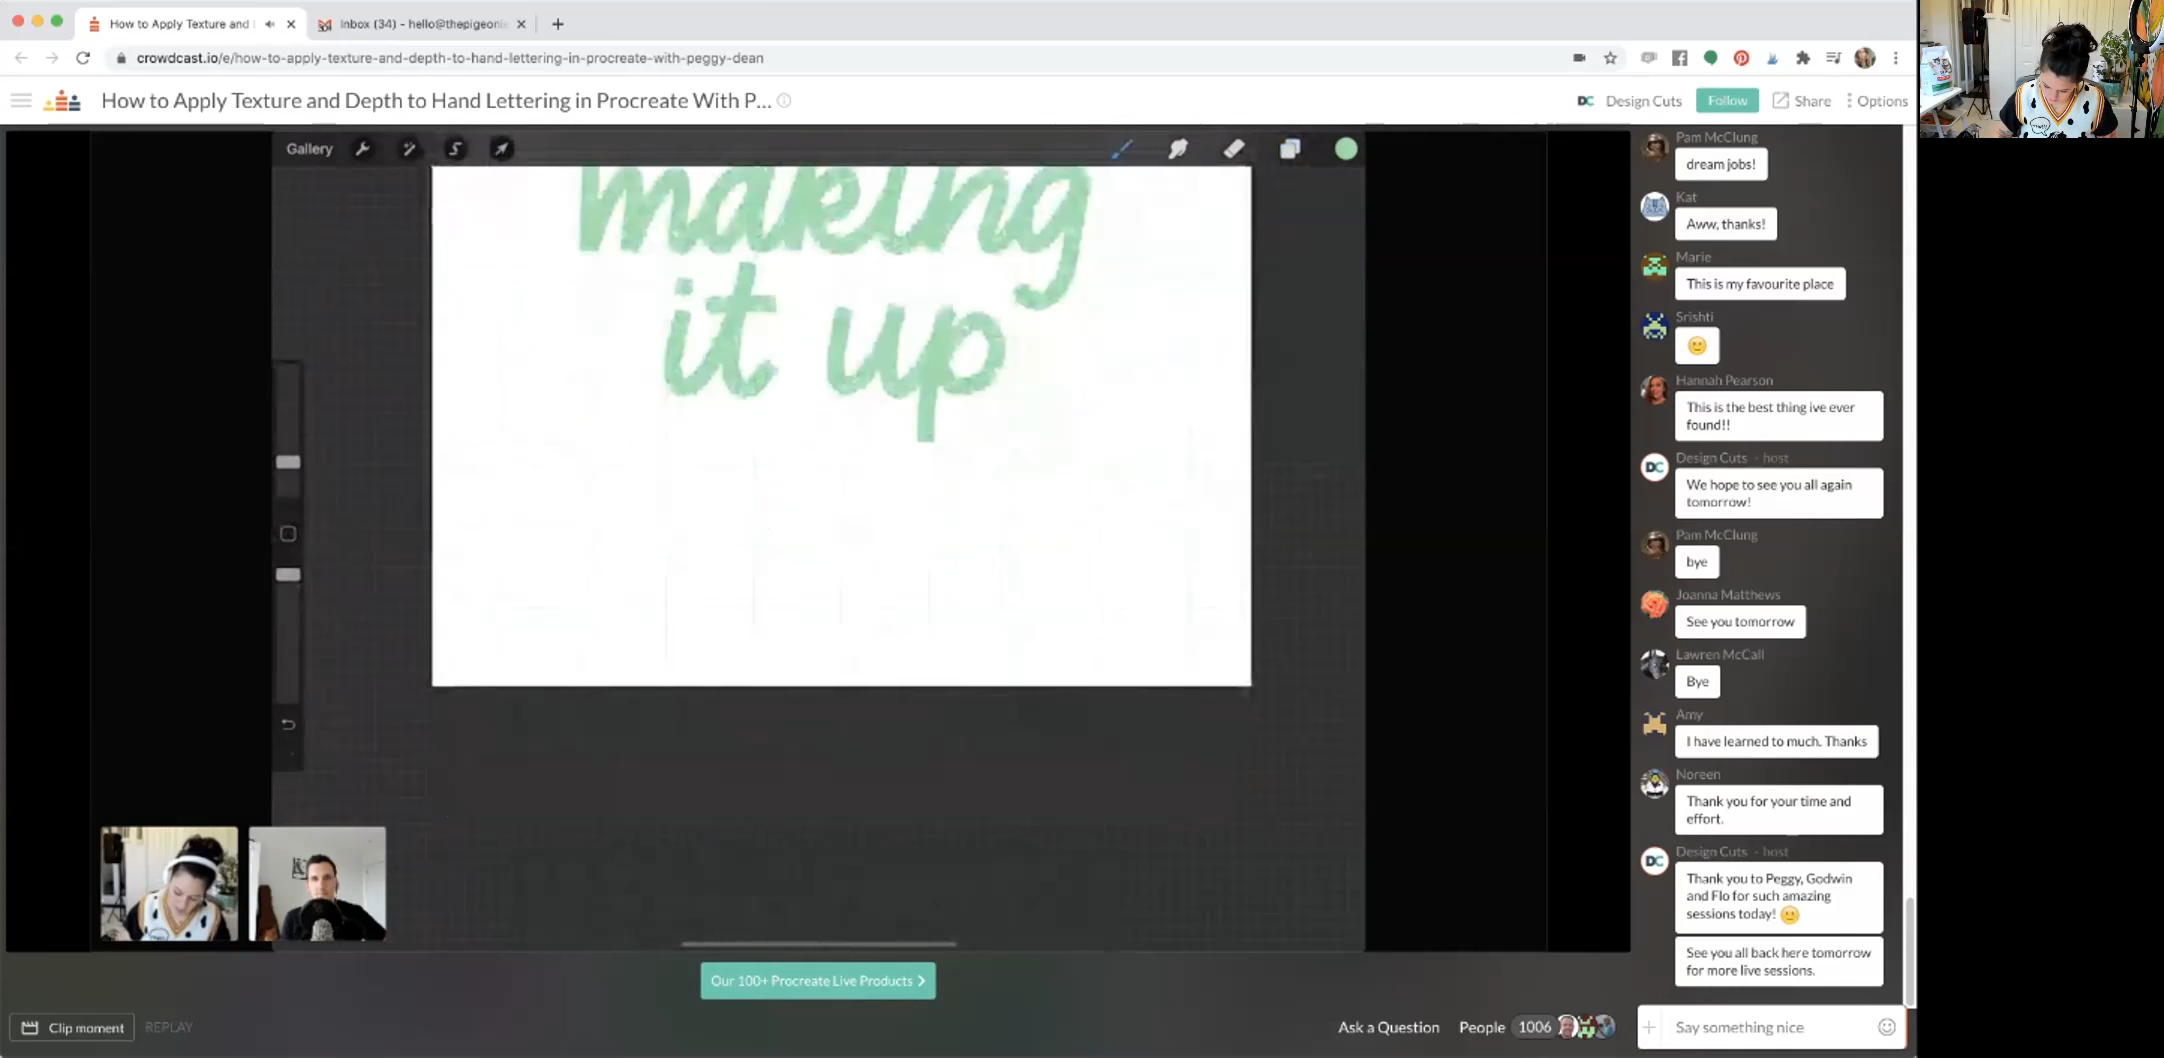 How to Apply Texture and
Inbox (34) - hello@thepigeonle
crowdcast.io/e/how-to-apply-texture-and-depth-to-hand-lettering-in-procreate-with-peggy-dean
How to Apply Texture and Depth to Hand Lettering in Procreate With P...
DC Design Cuts
Follow
Share
Options
Gallery
making
it up
Pam McClung
dream jobs!
Kat
Aww, thanks!
Marie
This is my favourite place
Srishti
Hannah Pearson
This is the best thing ive ever
found!!
Design Cuts - host
DC
We hope to see you all again
tomorrow!
Pam McClung
bye
Joanna Matthews
See you tomorrow
Lawren McCall
Bye
Amy
I have learned to much. Thanks
Noreen
Thank you for your time and
effort.
Design Cuts - host
DC
Thank you to Peggy, Godwin
and Flo for such amazing
sessions today!
See you all back here tomorrow
for more live sessions.
Our 100+ Procreate Live Products
Clip moment
REPLAY
Ask a Question
People 1006
Say something nice